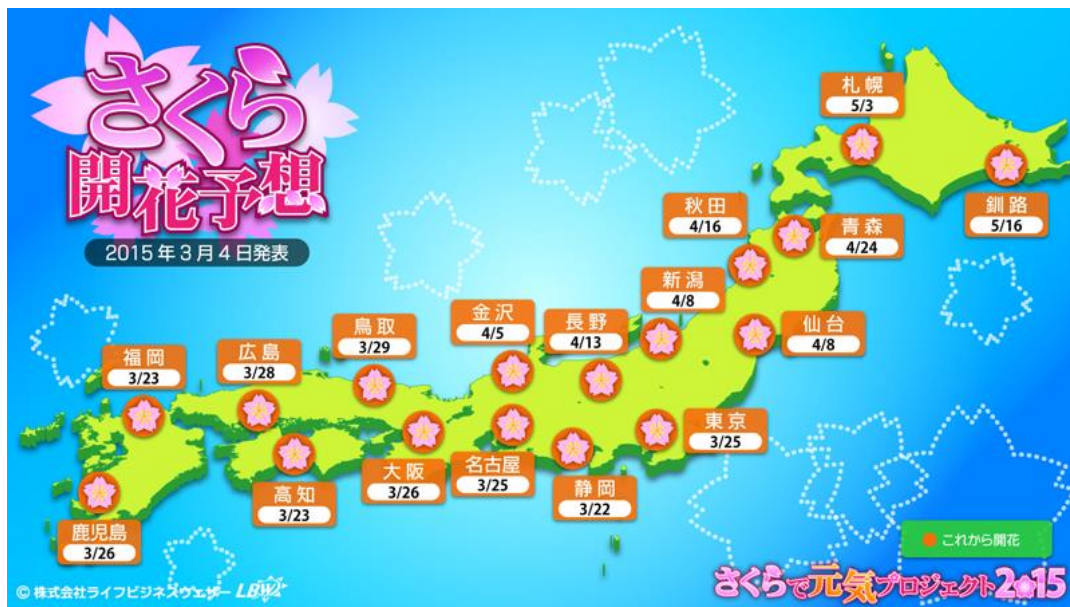 さくら
開花予想
2015年3月4日発表
札幌
5/3
釧路
5/16
秋田
4/16
青森
4/24
新潟
4/8
仙台
4/8
金沢
4/5
長野
4/13
鳥取
3/29
広島
3/28
福岡
3/23
東京
3/25
大阪
3/26
名古屋
3/25
静岡
3/22
高知
3/23
鹿児島
3/26
これから開花
© 株式会社ライフビジネスウェザー LBW
さくらで元気プロジェクト2015